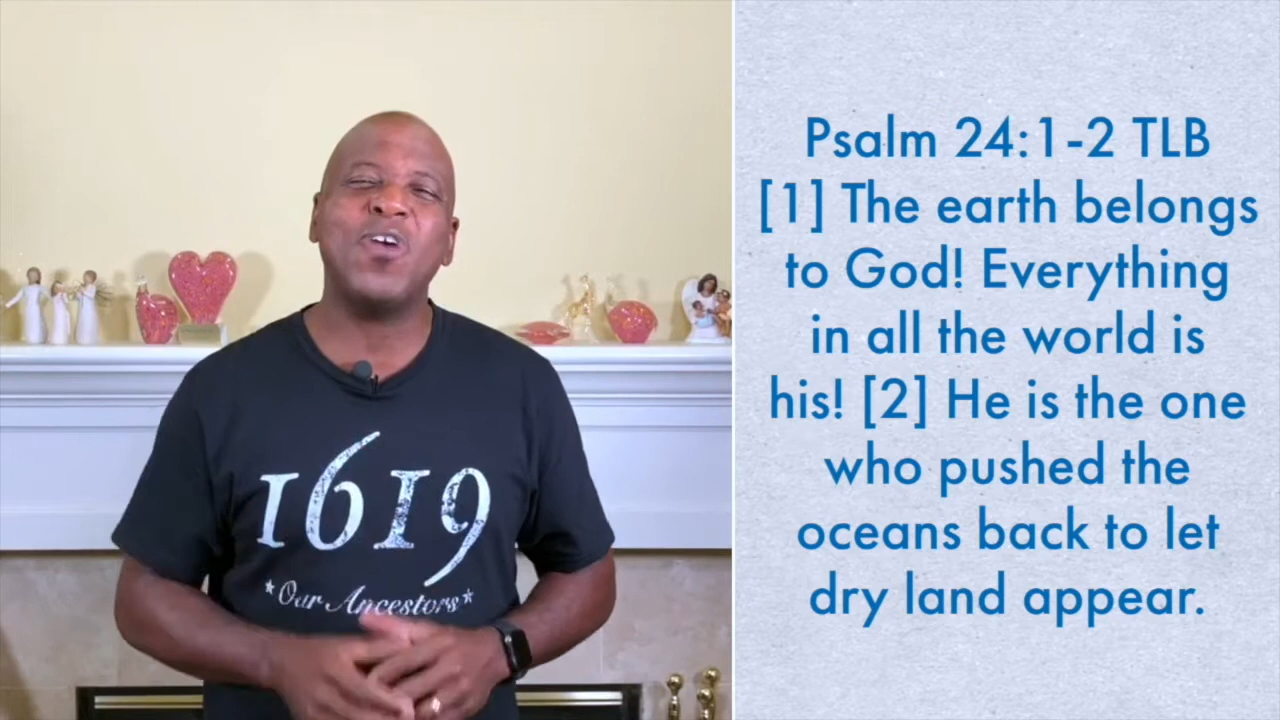 1619
*Our Ancestors*
Psalm 24:1-2 TLB
[1] The earth belongs
to God! Everything
in all the world is
his! [2] He is the one
who pushed the
oceans back to let
dry land appear.